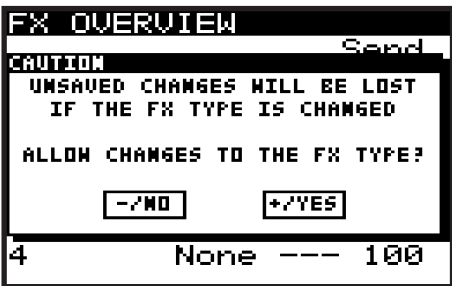 FX OVERVIEW
Send
CAUTION
UNSAVED CHANGES WILL BE LOST
IF THE FX TYPE IS CHANGED
ALLOW CHANGES TO THE FX TYPE?
-/NO +/YES
4 None --- 100